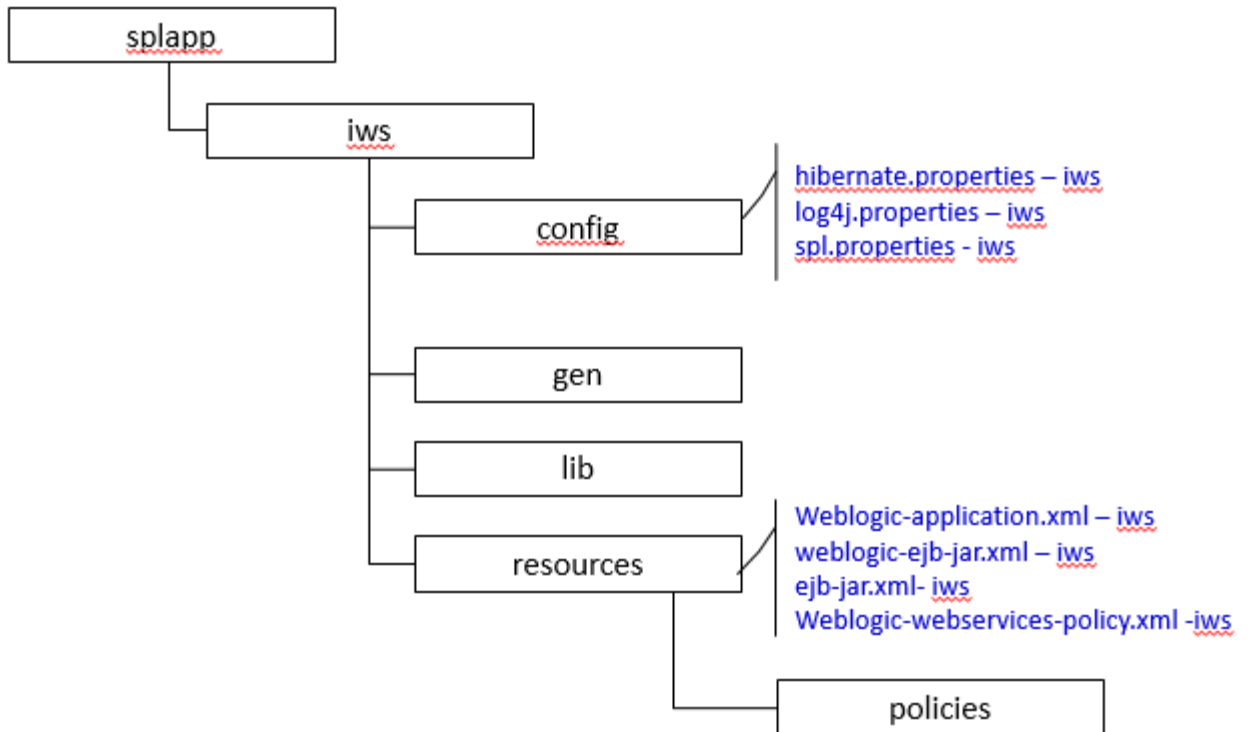 splapp
iws
config
hibernate.properties – iws
log4j.properties – iws
spl.properties - iws
gen
lib
resources
Weblogic-application.xml – iws
weblogic-ejb-jar.xml – iws
ejb-jar.xml- iws
Weblogic-webservices-policy.xml -iws
policies